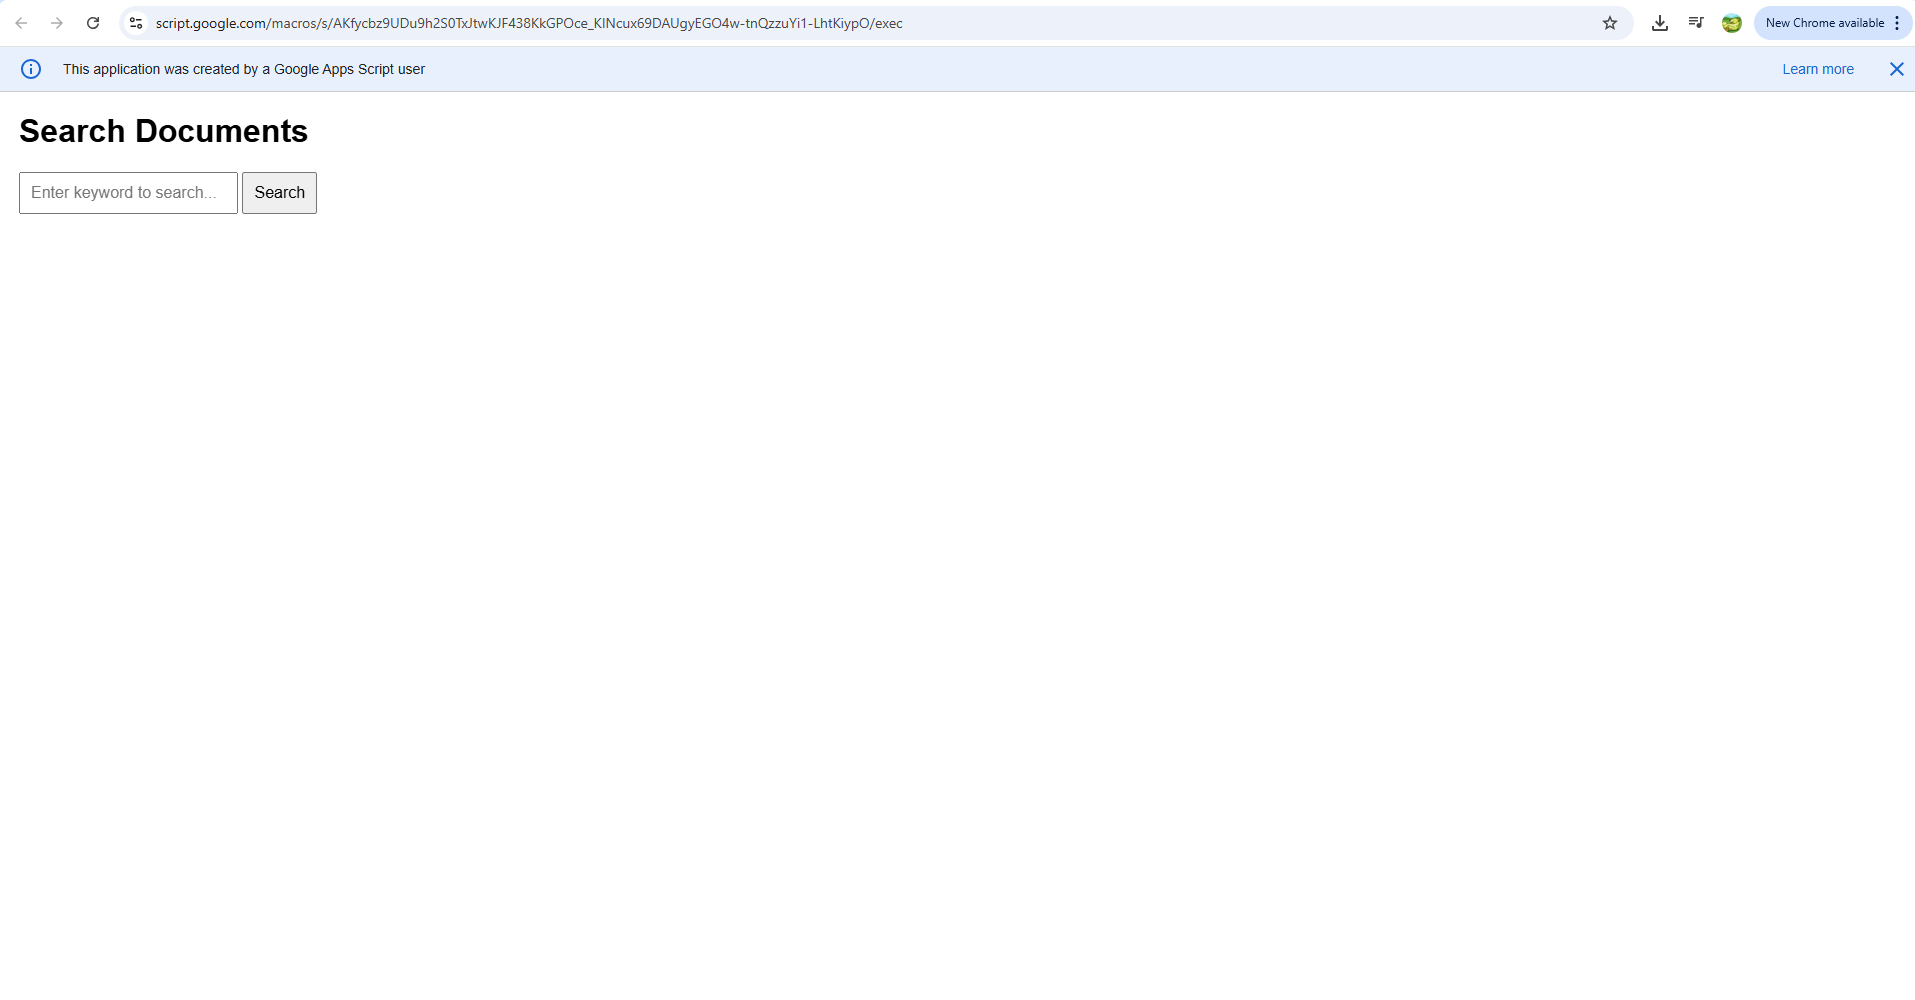 script.google.com/macros/s/AKfycbz9UDu9h2S0TxJtwKJF438KkGPOce_KINcux69DAUgyEGO4w-tnQzzuYi1-LhtKiypO/exec
New Chrome available
This application was created by a Google Apps Script user
Learn more
Search Documents
Enter keyword to search...
Search